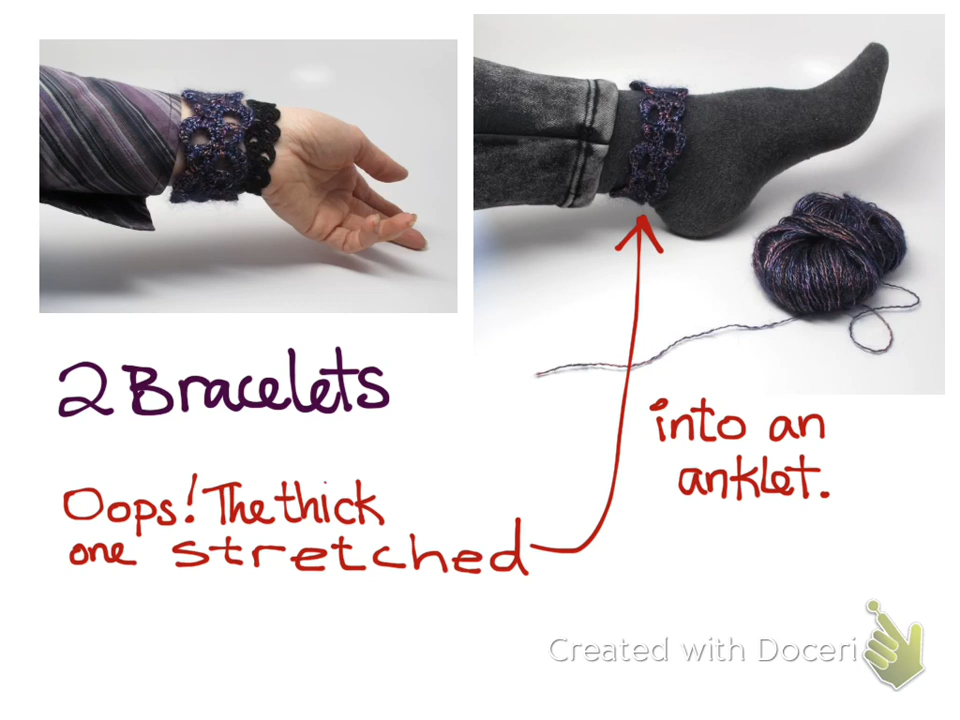 2 Bracelets
Oops! The thick
one stretched
into an
anklet.
Created with Doceri